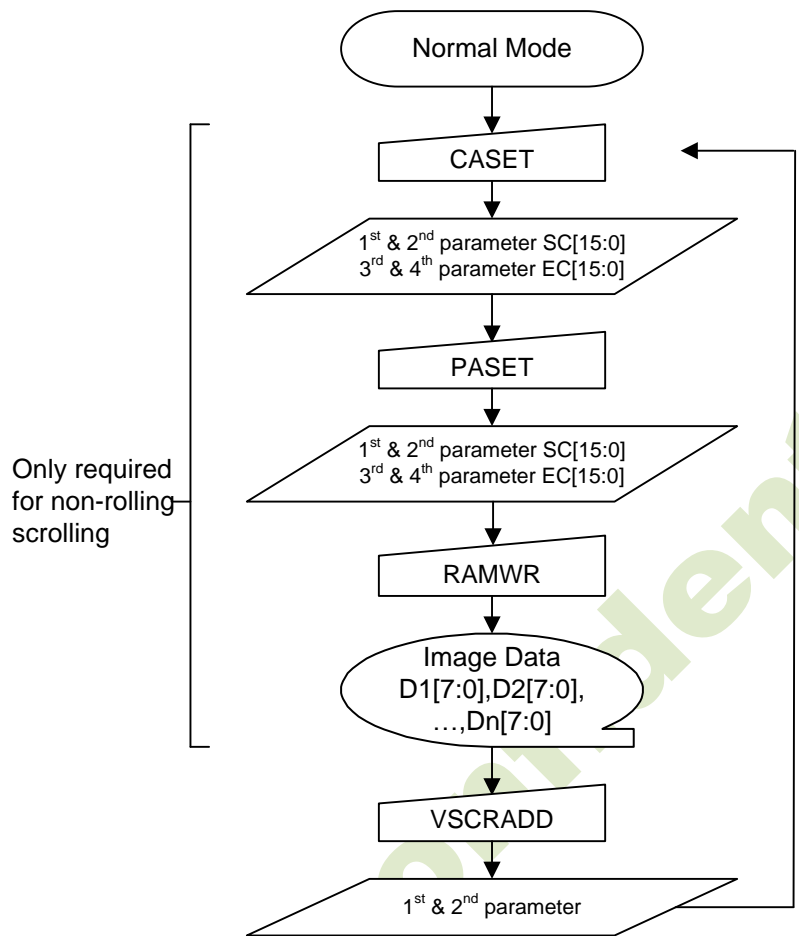 Normal Mode
CASET
1st & 2nd parameter SC[15:0]
3rd & 4th parameter EC[15:0]
PASET
1st & 2nd parameter SC[15:0]
3rd & 4th parameter EC[15:0]
Only required
for non-rolling
scrolling
RAMWR
Image Data
D1[7:0],D2[7:0],
…,Dn[7:0]
VSCRADD
1st & 2nd parameter